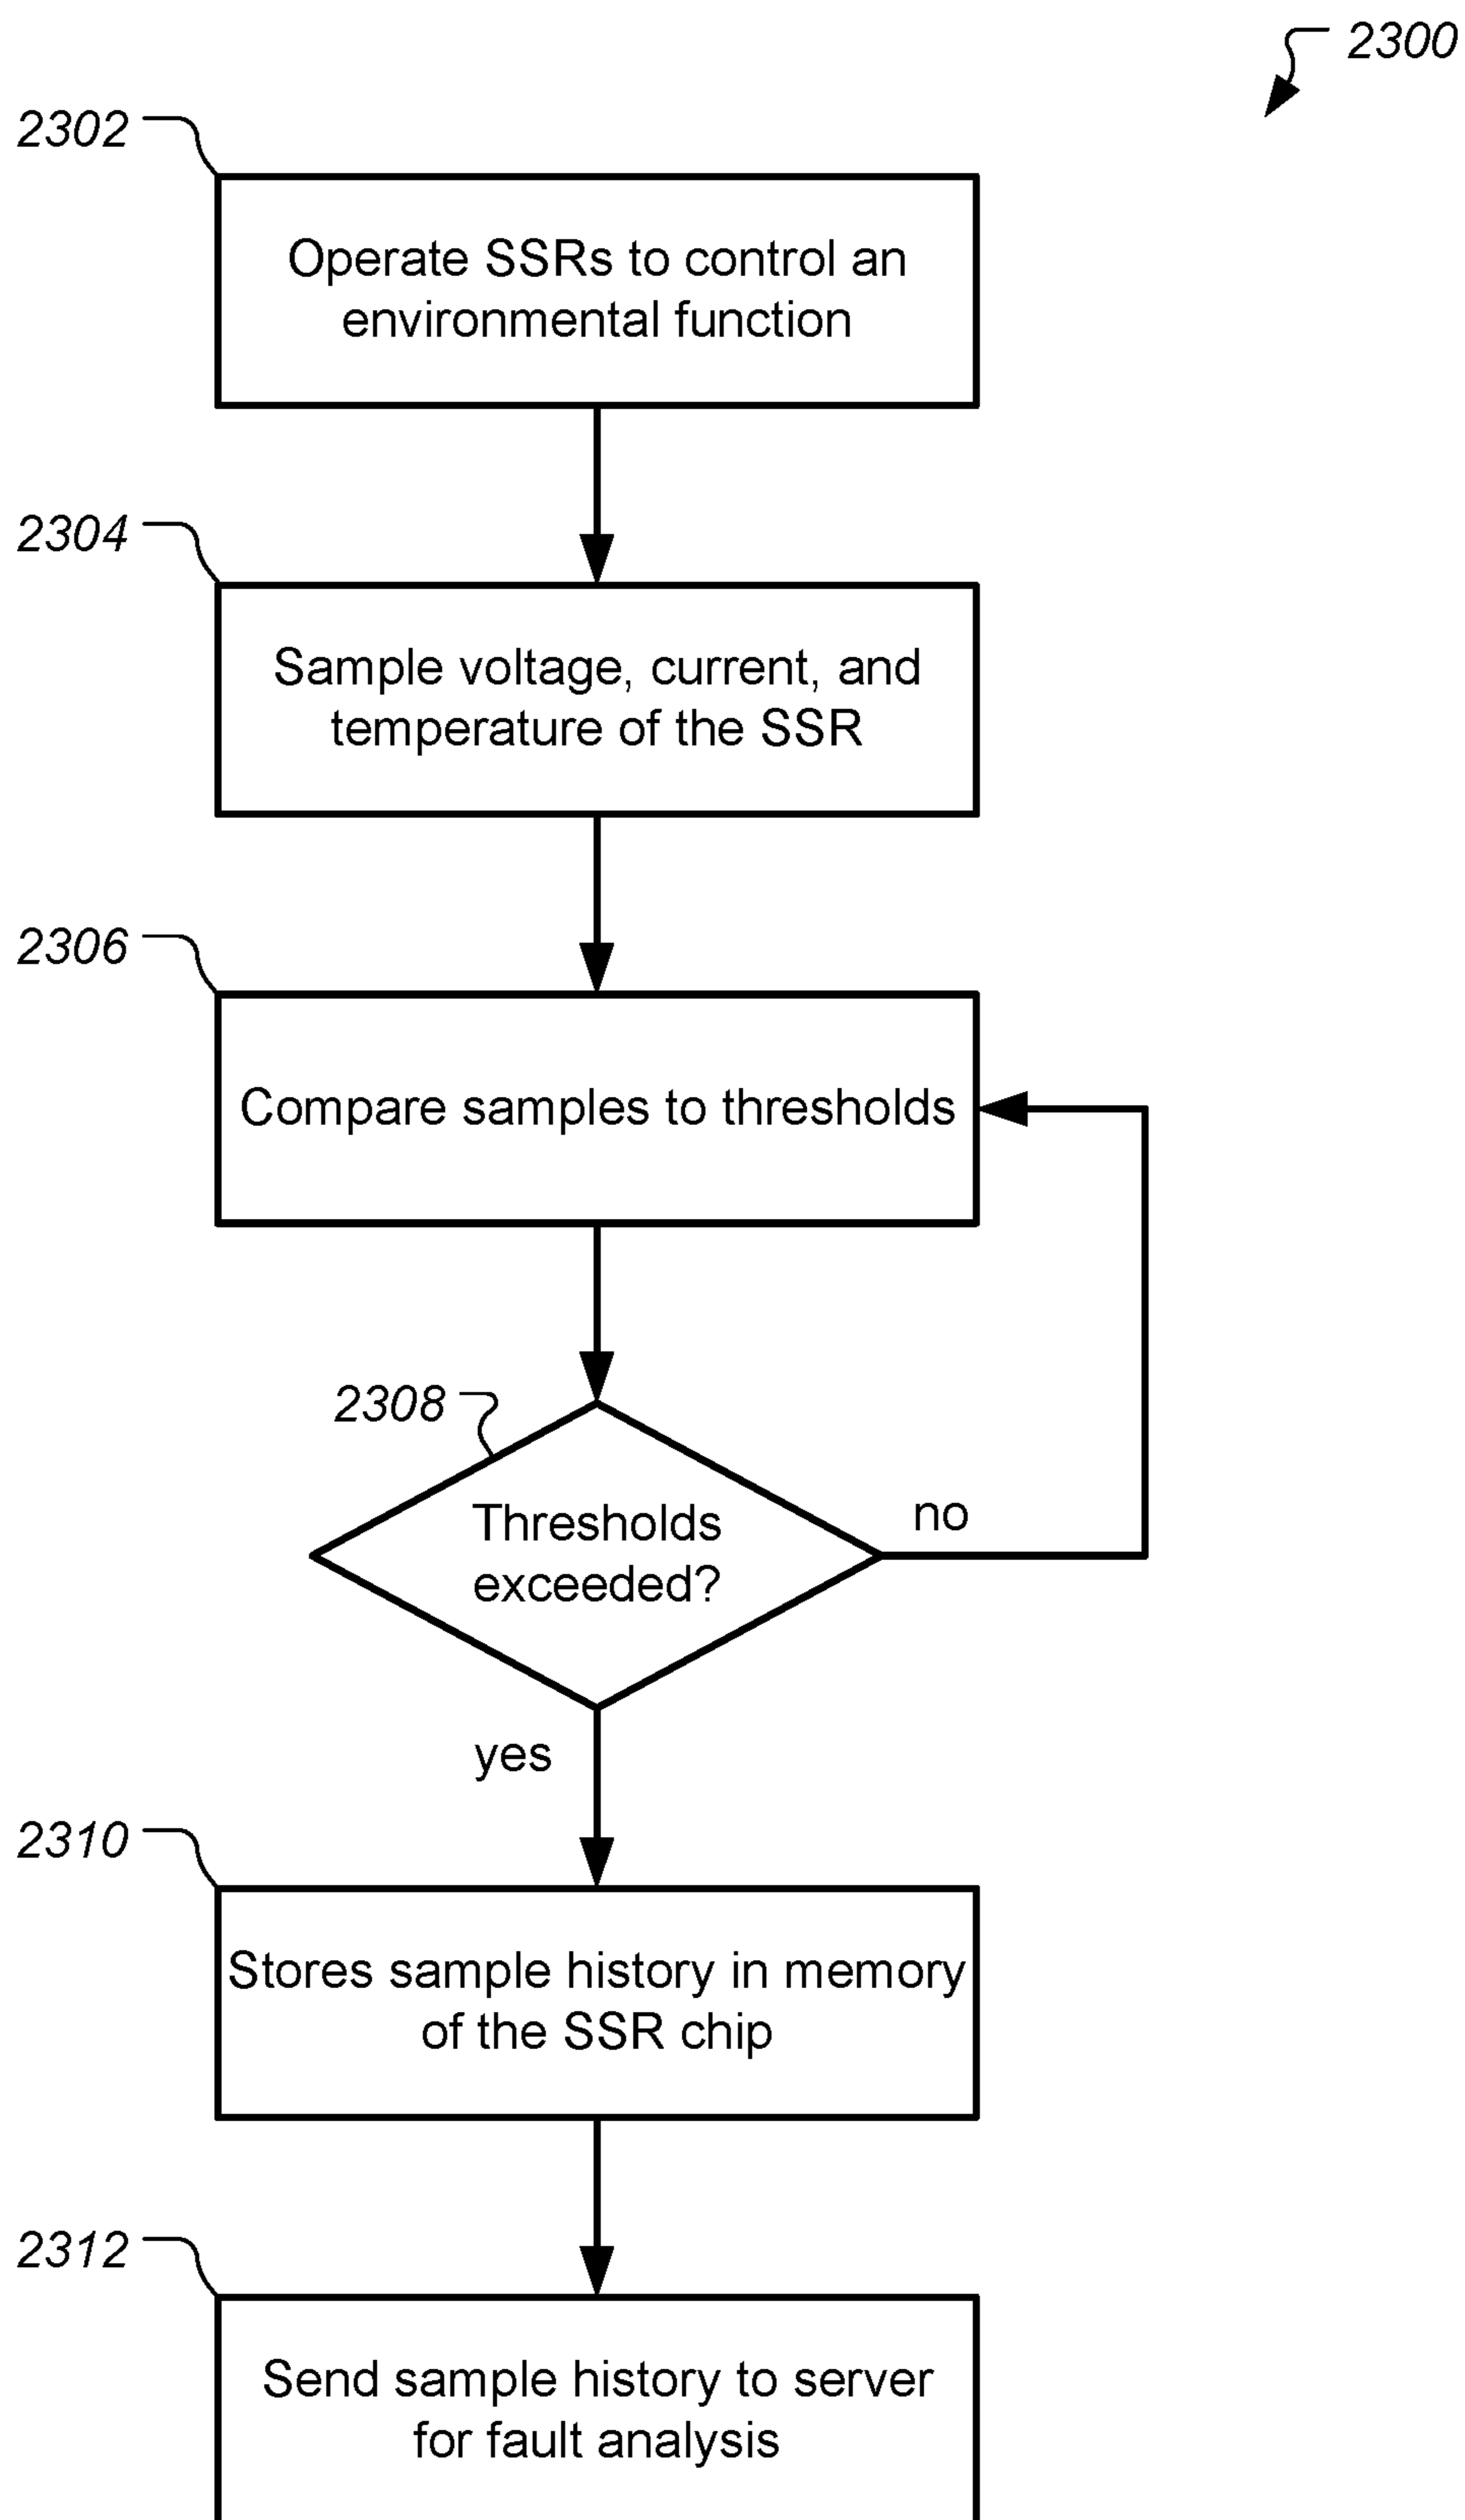 2300
2302
Operate SSRs to control an
environmental function
2304
Sample voltage, current, and
temperature of the SSR
2306
Compare samples to thresholds
2308
Thresholds
exceeded?
no
yes
2310
Stores sample history in memory
of the SSR chip
2312
Send sample history to server
for fault analysis